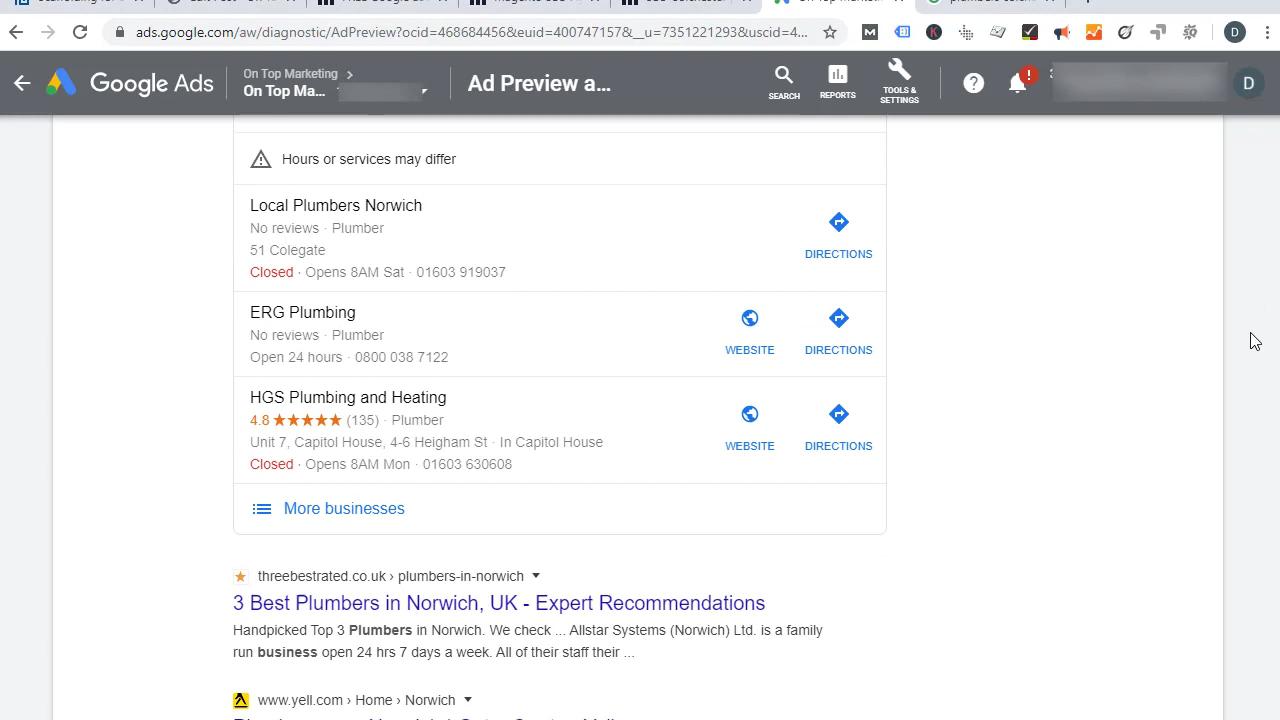 ads.google.com/aw/diagnostic/AdPreview?ocid=468684456&euid=400747157&__u=7351221293&uscid=4...
M
K
D
Google Ads
On Top Marketing
On Top Ma...
Ad Preview a...
SEARCH
REPORTS
TOOLS &
SETTINGS
D
Hours or services may differ
Local Plumbers Norwich
No reviews · Plumber
51 Colegate
Closed · Opens 8AM Sat · 01603 919037
DIRECTIONS
ERG Plumbing
No reviews · Plumber
Open 24 hours · 0800 038 7122
WEBSITE
DIRECTIONS
HGS Plumbing and Heating
4.8 ★★★★★ (135) · Plumber
Unit 7, Capitol House, 4-6 Heigham St · In Capitol House
Closed · Opens 8AM Mon · 01603 630608
WEBSITE
DIRECTIONS
More businesses
threebestrated.co.uk › plumbers-in-norwich
3 Best Plumbers in Norwich, UK - Expert Recommendations
Handpicked Top 3 Plumbers in Norwich. We check ... Allstar Systems (Norwich) Ltd. is a family
run business open 24 hrs 7 days a week. All of their staff their ...
www.yell.com › Home › Norwich